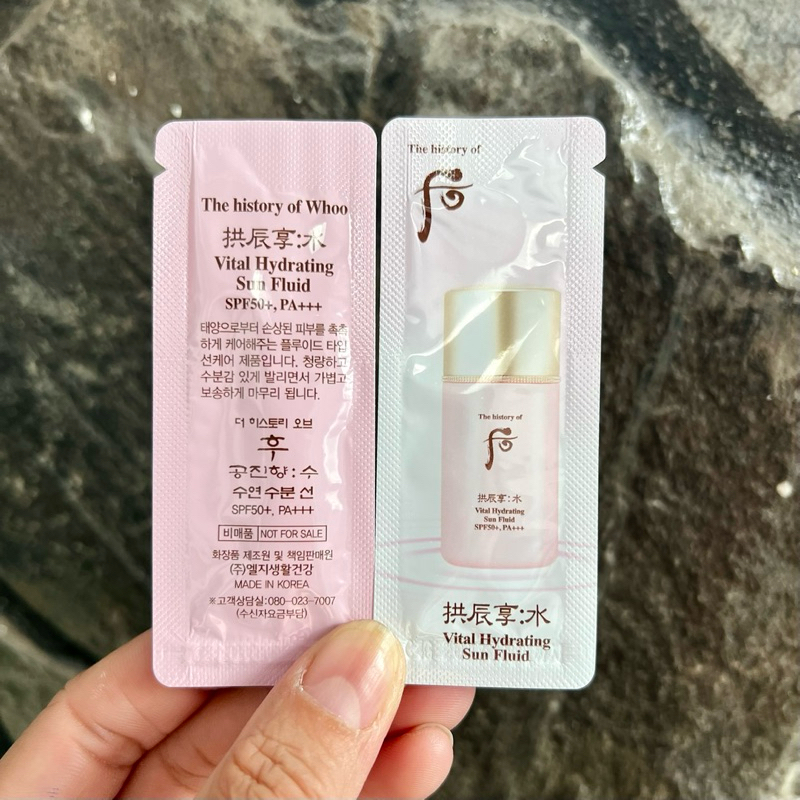 The history of Whoo
拱辰享:水
Vital Hydrating
Sun Fluid
SPF50+, PA+++
태양으로부터 손상된 피부를 촉촉
하게 케어해주는 플루이드 타입
선케어 제품입니다. 청량하고
수분감 있게 발리면서 가볍고
보송하게 마무리 됩니다.
더 히스토리 오브
후
공진향:수
수연 수분 선
SPF50+, PA+++
비매품 NOT FOR SALE
화장품 제조원 및 책임판매원
(주)엘지생활건강
MADE IN KOREA
※고객상담실:080-023-7007
(수신자요금부담)
The history of
후
The history of
후
拱辰享:水
Vital Hydrating
Sun Fluid
SPF50+, PA+++
拱辰享:水
Vital Hydrating
Sun Fluid